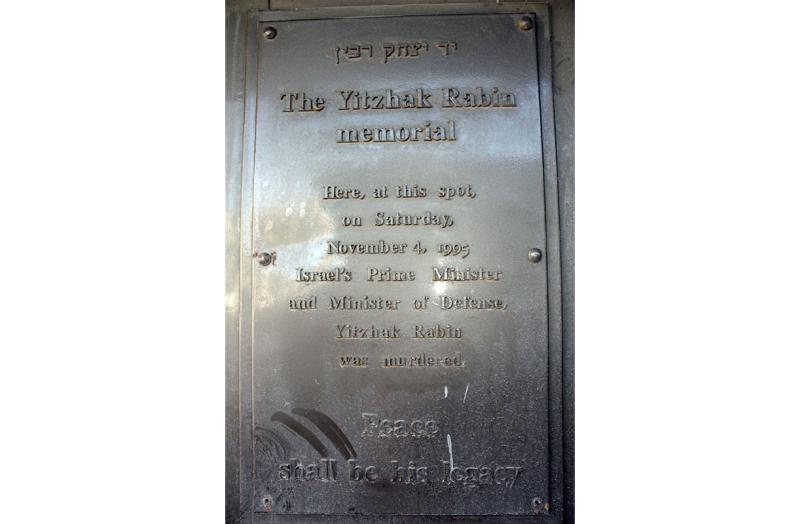 יד יצחק רבין
The Yitzhak Rabin
memorial
Here, at this spot,
on Saturday,
November 4, 1995
Israel's Prime Minister
and Minister of Defense,
Yitzhak Rabin
was murdered.
Peace
shall be his legacy